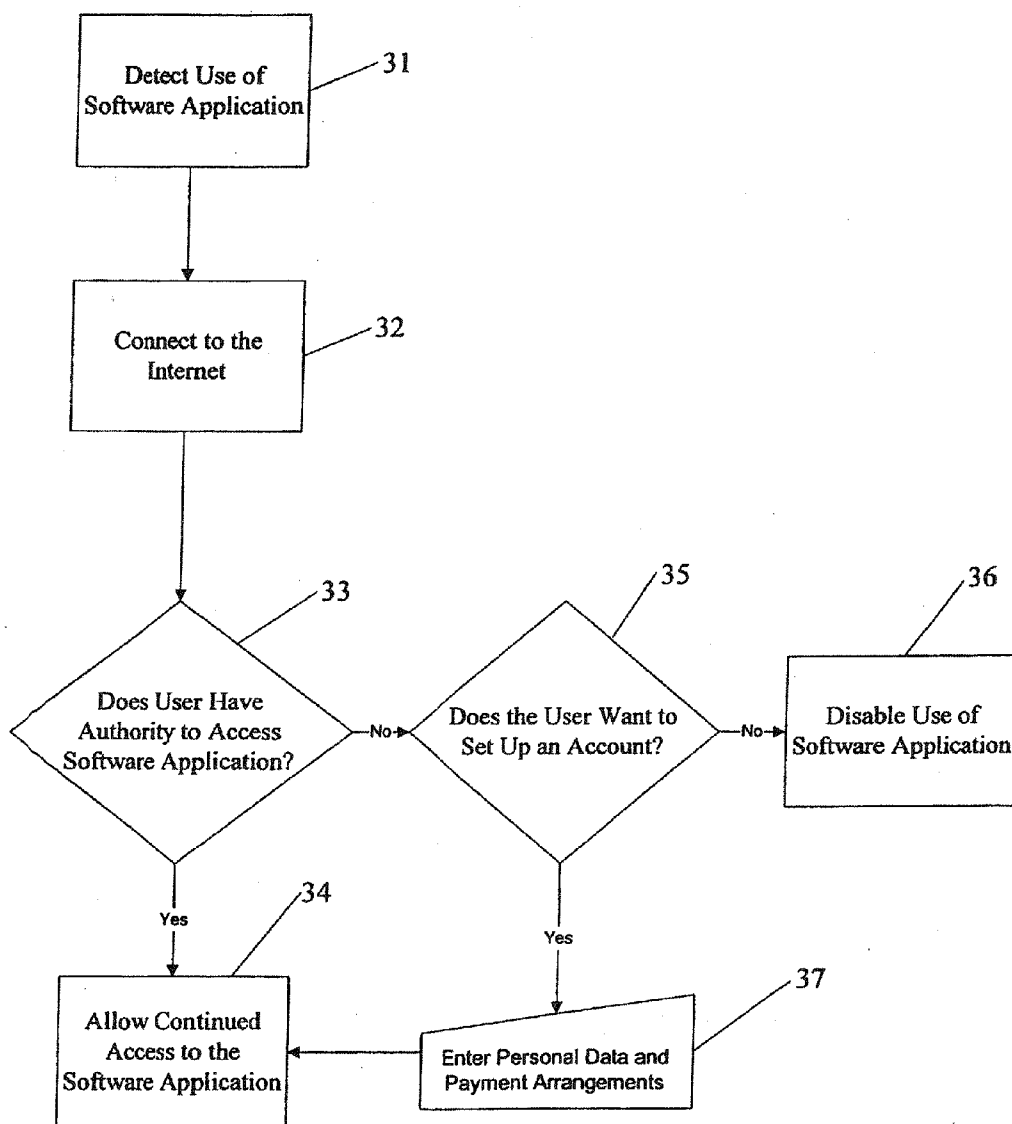 Detect Use of
Software Application
31
Connect to the
Internet
32
Does User Have
Authority to Access
Software Application?
33
No
Does the User Want to
Set Up an Account?
35
No
Disable Use of
Software Application
36
Yes
Allow Continued
Access to the
Software Application
34
Yes
Enter Personal Data and
Payment Arrangements
37